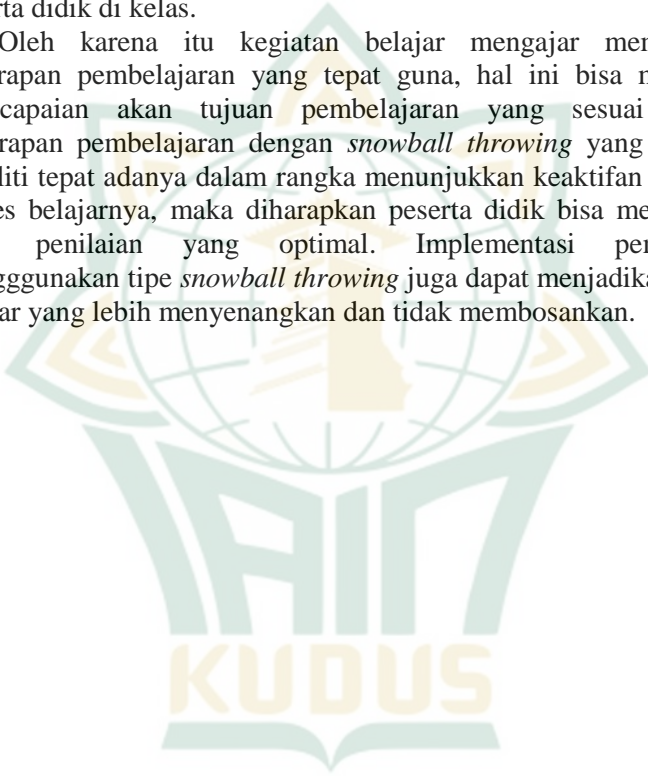 rta didik di kelas.
Oleh karena itu kegiatan belajar mengajar men
rapan pembelajaran yang tepat guna, hal ini bisa m
capaian akan tujuan pembelajaran yang sesuai
rapan pembelajaran dengan snowball throwing yang
liti tepat adanya dalam rangka menunjukkan keaktifan
es belajarnya, maka diharapkan peserta didik bisa me
penilaian yang optimal. Implementasi pen
ngggunakan tipe snowball throwing juga dapat menjadika
ar yang lebih menyenangkan dan tidak membosankan.
IAIN
KUDUS